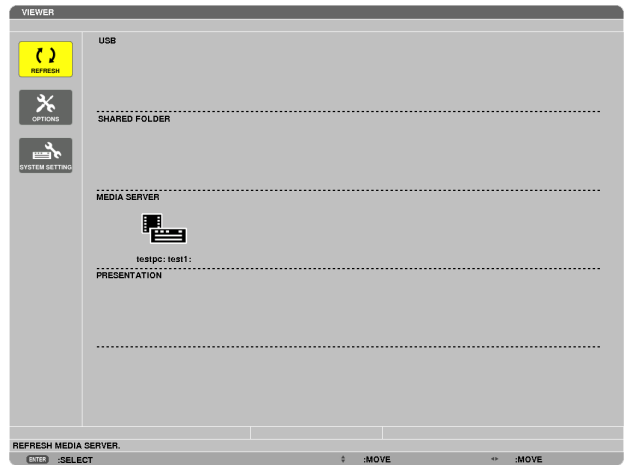 VIEWER
USB
REFRESH
SHARED FOLDER
OPTIONS
SYSTEM SETTING
MEDIA SERVER
testpc: test1:
PRESENTATION
REFRESH MEDIA SERVER.
ENTER :SELECT :MOVE :MOVE